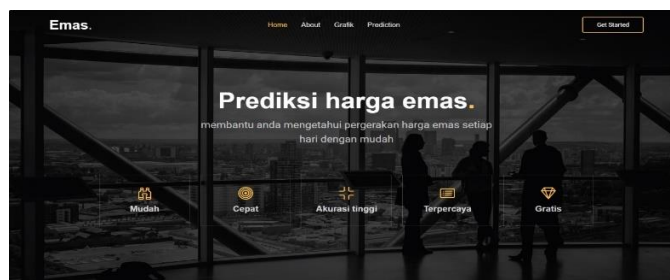 Emas.
Home About Grafik Prediction
Get Started
Prediksi harga emas.
membantu anda mengetahui pergerakan harga emas setiap
hari dengan mudah
Mudah
Cepat
Akurasi tinggi
Terpercaya
Gratis